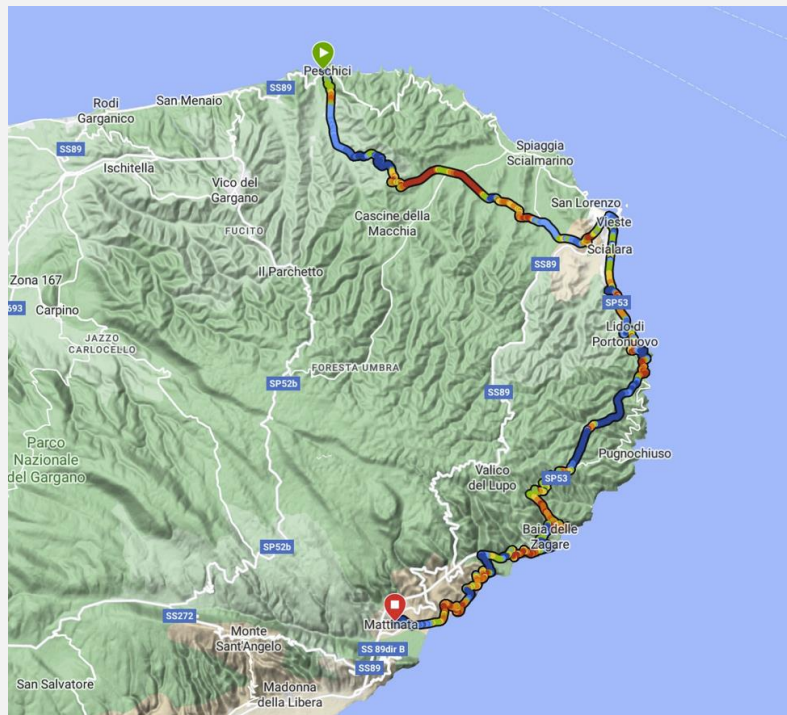 Peschici
SS89
San Menaio
Rodi
Garganico
SS89
Ischitella
Spiaggia
Scialmarino
Vico del
Gargano
San Lorenzo
Vieste
Cascine della
Macchia
FUCITO
Scialara
SS89
Il Parchetto
Zona 167
693
Carpino
SP53
Lido di
Portonuovo
JAZZO
CARLOCELLO
FORESTA UMBRA
SP52b
SS89
Parco
Nazionale
del Gargano
Pugnochiuso
Valico
del Lupo
SP53
Baia delle
Zagare
SP52b
SS272
Mattinata
Monte
Sant'Angelo
SS 89dir B
SS89
San Salvatore
Madonna
della Libera